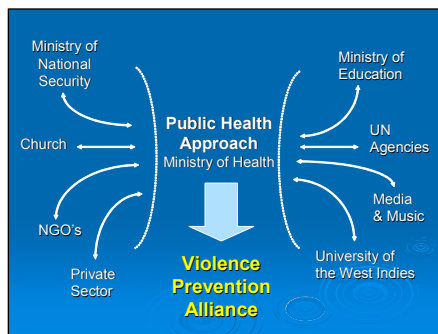 Ministry of
National
Security
Church
NGO's
Private
Sector
Public Health
Approach
Ministry of Health
Violence
Prevention
Alliance
Ministry of
Education
UN
Agencies
Media
& Music
University of
the West Indies